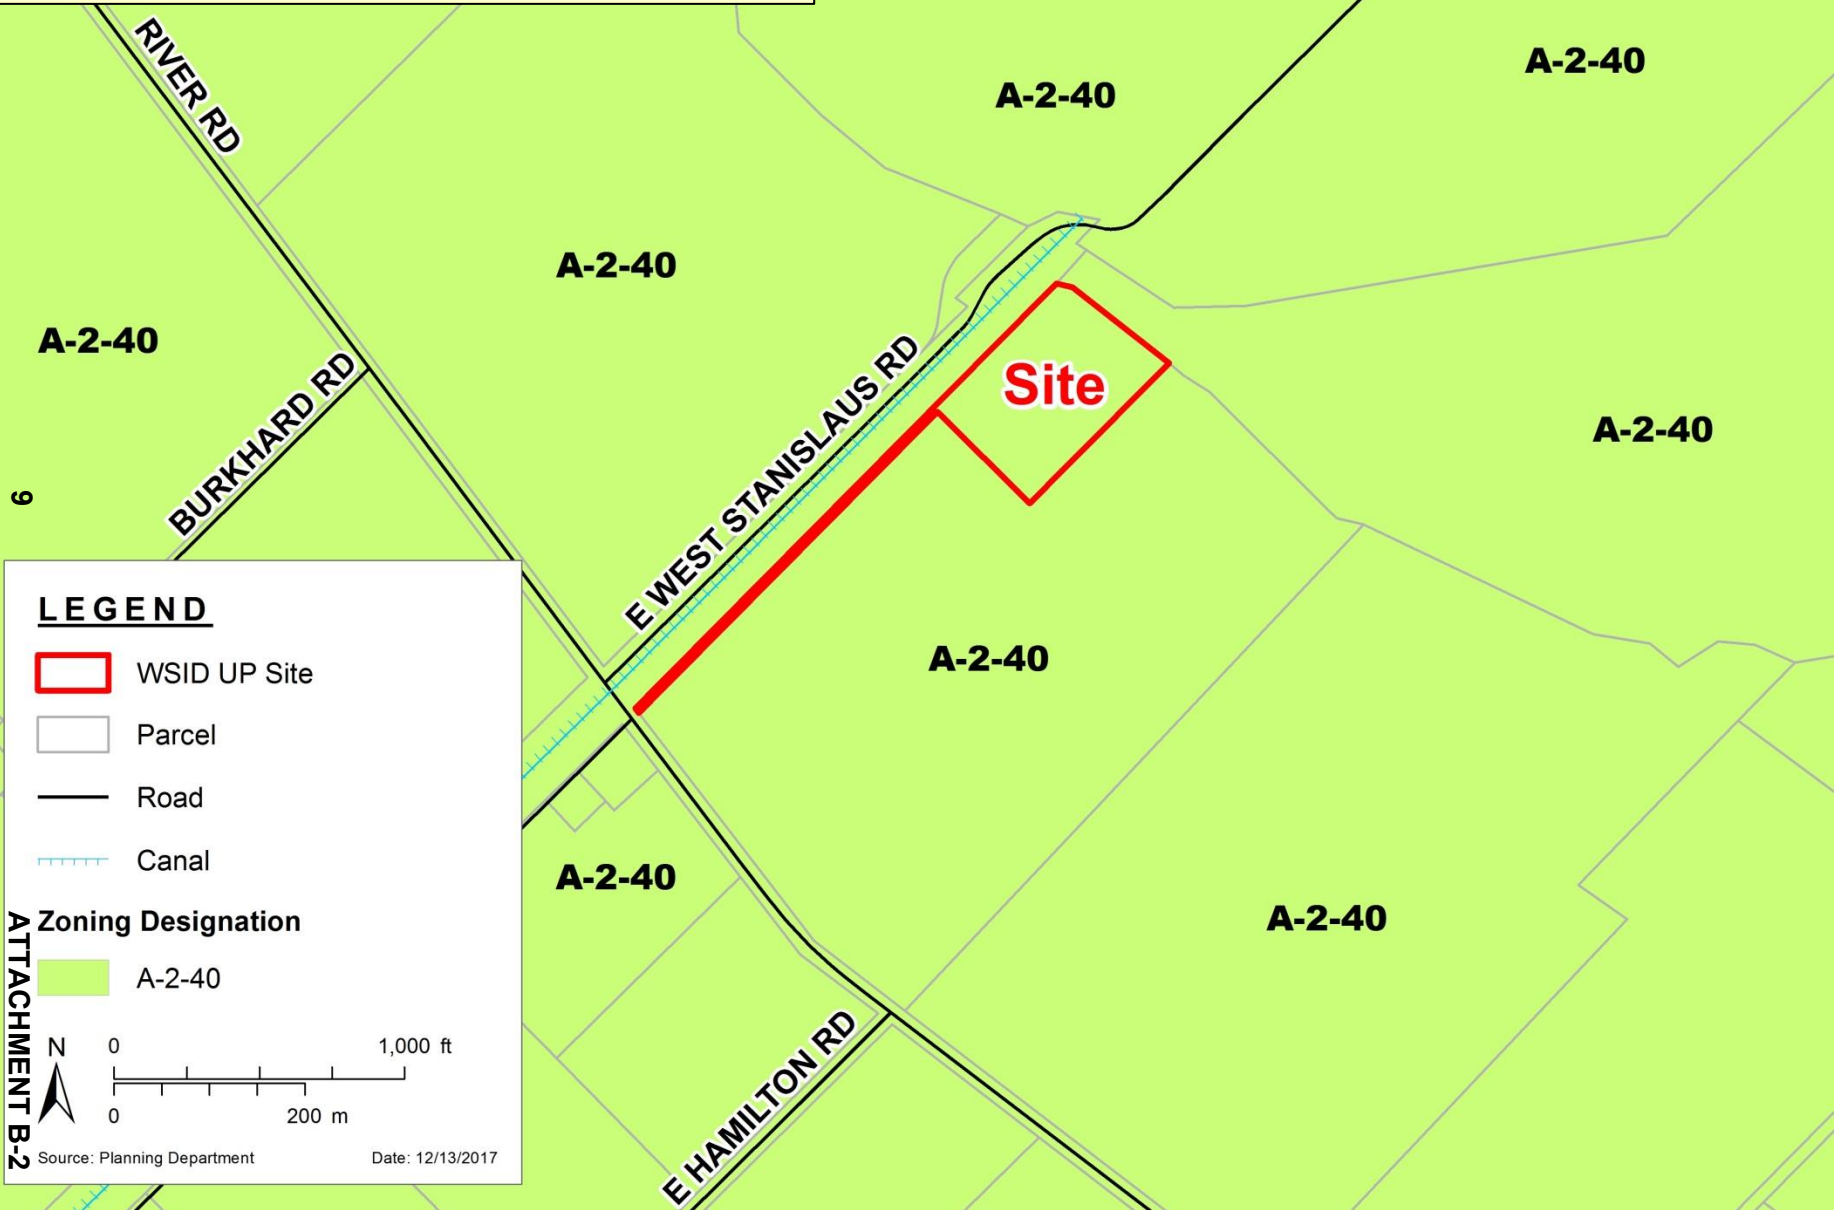 RIVER RD
A-2-40
A-2-40
A-2-40
A-2-40
BURKHARD RD
E WEST STANISLAUS RD
Site
A-2-40
9
A-2-40
A-2-40
A-2-40
E HAMILTON RD
LEGEND
WSID UP Site
Parcel
Road
Canal
Zoning Designation
A-2-40
N
0 1,000 ft
0 200 m
Source: Planning Department Date: 12/13/2017
ATTACHMENT B-2